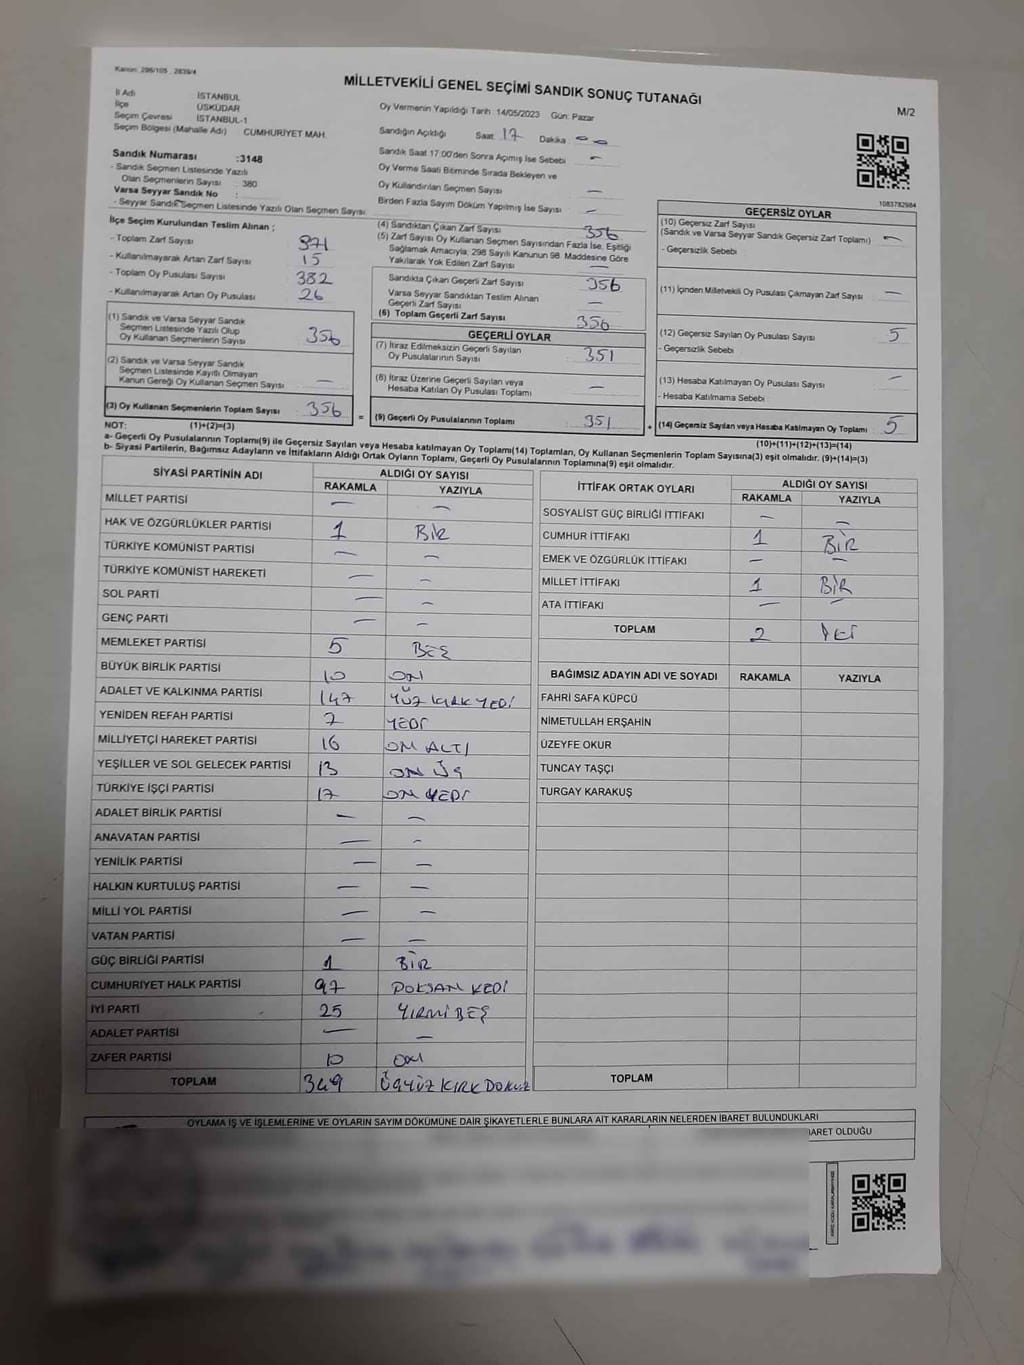 Kanun: 298/105 , 2839/4
MİLLETVEKİLİ GENEL SEÇİMİ SANDIK SONUÇ TUTANAĞI
M/2
İl Adı : İSTANBUL
İlçe : ÜSKÜDAR
Seçim Çevresi : İSTANBUL-1
Seçim Bölgesi (Mahalle Adı) CUMHURİYET MAH.
Oy Vermenin Yapıldığı Tarih :14/05/2023 Gün: Pazar
Sandığın Açıldığı Saat: 17 Dakika : 00
Sandık Saat 17:00'den Sonra Açımış İse Sebebi : -
Oy Verme Saati Bitiminde Sırada Bekleyen ve
Oy Kullandırılan Seçmen Sayısı : -
Birden Fazla Sayım Döküm Yapılmış İse Sayısı : -
Sandık Numarası :3148
- Sandık Seçmen Listesinde Yazılı
Olan Seçmenlerin Sayısı : 380
Varsa Seyyar Sandık No :
- Seyyar Sandık Seçmen Listesinde Yazılı Olan Seçmen Sayısı
1083782984
İlçe Seçim Kurulundan Teslim Alınan ;
- Toplam Zarf Sayısı 371
- Kullanılmayarak Artan Zarf Sayısı 15
- Toplam Oy Pusulası Sayısı 382
- Kullanılmayarak Artan Oy Pusulası 26
(1) Sandık ve Varsa Seyyar Sandık
Seçmen Listesinde Yazılı Olup
Oy Kullanan Seçmenlerin Sayısı 356
(2) Sandık ve Varsa Seyyar Sandık
Seçmen Listesinde Kayıtlı Olmayan
Kanun Gereği Oy Kullanan Seçmen Sayısı -
(3) Oy Kullanan Seçmenlerin Toplam Sayısı 356
(4) Sandıktan Çıkan Zarf Sayısı 356
(5) Zarf Sayısı Oy Kullanan Seçmen Sayısından Fazla İse, Eşitliği
Sağlamak Amacıyla, 298 Sayılı Kanunun 98. Maddesine Göre
Yakılarak Yok Edilen Zarf Sayısı -
Sandıkta Çıkan Geçerli Zarf Sayısı 356
Varsa Seyyar Sandıktan Teslim Alınan
Geçerli Zarf Sayısı -
(6) Toplam Geçerli Zarf Sayısı 356
GEÇERLİ OYLAR
(7) İtiraz Edilmeksizin Geçerli Sayılan
Oy Pusulalarının Sayısı 351
(8) İtiraz Üzerine Geçerli Sayılan veya
Hesaba Katılan Oy Pusulası Toplamı -
= (9) Geçerli Oy Pusulalarının Toplamı 351
GEÇERSİZ OYLAR
(10) Geçersiz Zarf Sayısı
(Sandık ve Varsa Seyyar Sandık Geçersiz Zarf Toplamı) -
- Geçersizlik Sebebi
(11) İçinden Milletvekili Oy Pusulası Çıkmayan Zarf Sayısı -
(12) Geçersiz Sayılan Oy Pusulası Sayısı 5
- Geçersizlik Sebebi
(13) Hesaba Katılmayan Oy Pusulası Sayısı -
- Hesaba Katılmama Sebebi
+ (14) Geçersiz Sayılan veya Hesaba Katılmayan Oy Toplamı 5
NOT: (1)+(2)=(3)
(10)+(11)+(12)+(13)=(14)
a- Geçerli Oy Pusulalarının Toplamı(9) ile Geçersiz Sayılan veya Hesaba katılmayan Oy Toplamı(14) Toplamları, Oy Kullanan Seçmenlerin Toplam Sayısına(3) eşit olmalıdır. (9)+(14)=(3)
b- Siyasi Partilerin, Bağımsız Adayların ve İttifakların Aldığı Ortak Oyların Toplamı, Geçerli Oy Pusulalarının Toplamına(9) eşit olmalıdır.
SİYASİ PARTİNİN ADI ALDIĞI OY SAYISI
RAKAMLA YAZIYLA
MİLLET PARTİSİ - -
HAK VE ÖZGÜRLÜKLER PARTİSİ 1 BİR
TÜRKİYE KOMÜNİST PARTİSİ - -
TÜRKİYE KOMÜNİST HAREKETİ - -
SOL PARTİ - -
GENÇ PARTİ - -
MEMLEKET PARTİSİ 5 BEŞ
BÜYÜK BİRLİK PARTİSİ 10 ON
ADALET VE KALKINMA PARTİSİ 147 YÜZ KIRK YEDİ
YENİDEN REFAH PARTİSİ 7 YEDİ
MİLLİYETÇİ HAREKET PARTİSİ 16 ON ALTI
YEŞİLLER VE SOL GELECEK PARTİSİ 13 ON ÜÇ
TÜRKİYE İŞÇİ PARTİSİ 17 ON YEDİ
ADALET BİRLİK PARTİSİ - -
ANAVATAN PARTİSİ - -
YENİLİK PARTİSİ - -
HALKIN KURTULUŞ PARTİSİ - -
MİLLİ YOL PARTİSİ - -
VATAN PARTİSİ - -
GÜÇ BİRLİĞİ PARTİSİ 1 BİR
CUMHURİYET HALK PARTİSİ 97 DOKSAN YEDİ
İYİ PARTİ 25 YİRMİ BEŞ
ADALET PARTİSİ - -
ZAFER PARTİSİ 10 ON
TOPLAM 349 ÜÇYÜZ KIRK DOKUZ
İTTİFAK ORTAK OYLARI ALDIĞI OY SAYISI
RAKAMLA YAZIYLA
SOSYALİST GÜÇ BİRLİĞİ İTTİFAKI - -
CUMHUR İTTİFAKI 1 BİR
EMEK VE ÖZGÜRLÜK İTTİFAKI - -
MİLLET İTTİFAKI 1 BİR
ATA İTTİFAKI - -
TOPLAM 2 İKİ
BAĞIMSIZ ADAYIN ADI VE SOYADI RAKAMLA YAZIYLA
FAHRİ SAFA KÜPCÜ
NİMETULLAH ERŞAHİN
ÜZEYFE OKUR
TUNCAY TAŞÇI
TURGAY KARAKUŞ
TOPLAM
OYLAMA İŞ VE İŞLEMLERİNE VE OYLARIN SAYIM DÖKÜMÜNE DAİR ŞİKAYETLERLE BUNLARA AİT KARARLARIN NELERDEN İBARET BULUNDUKLARI
BARET OLDUĞU